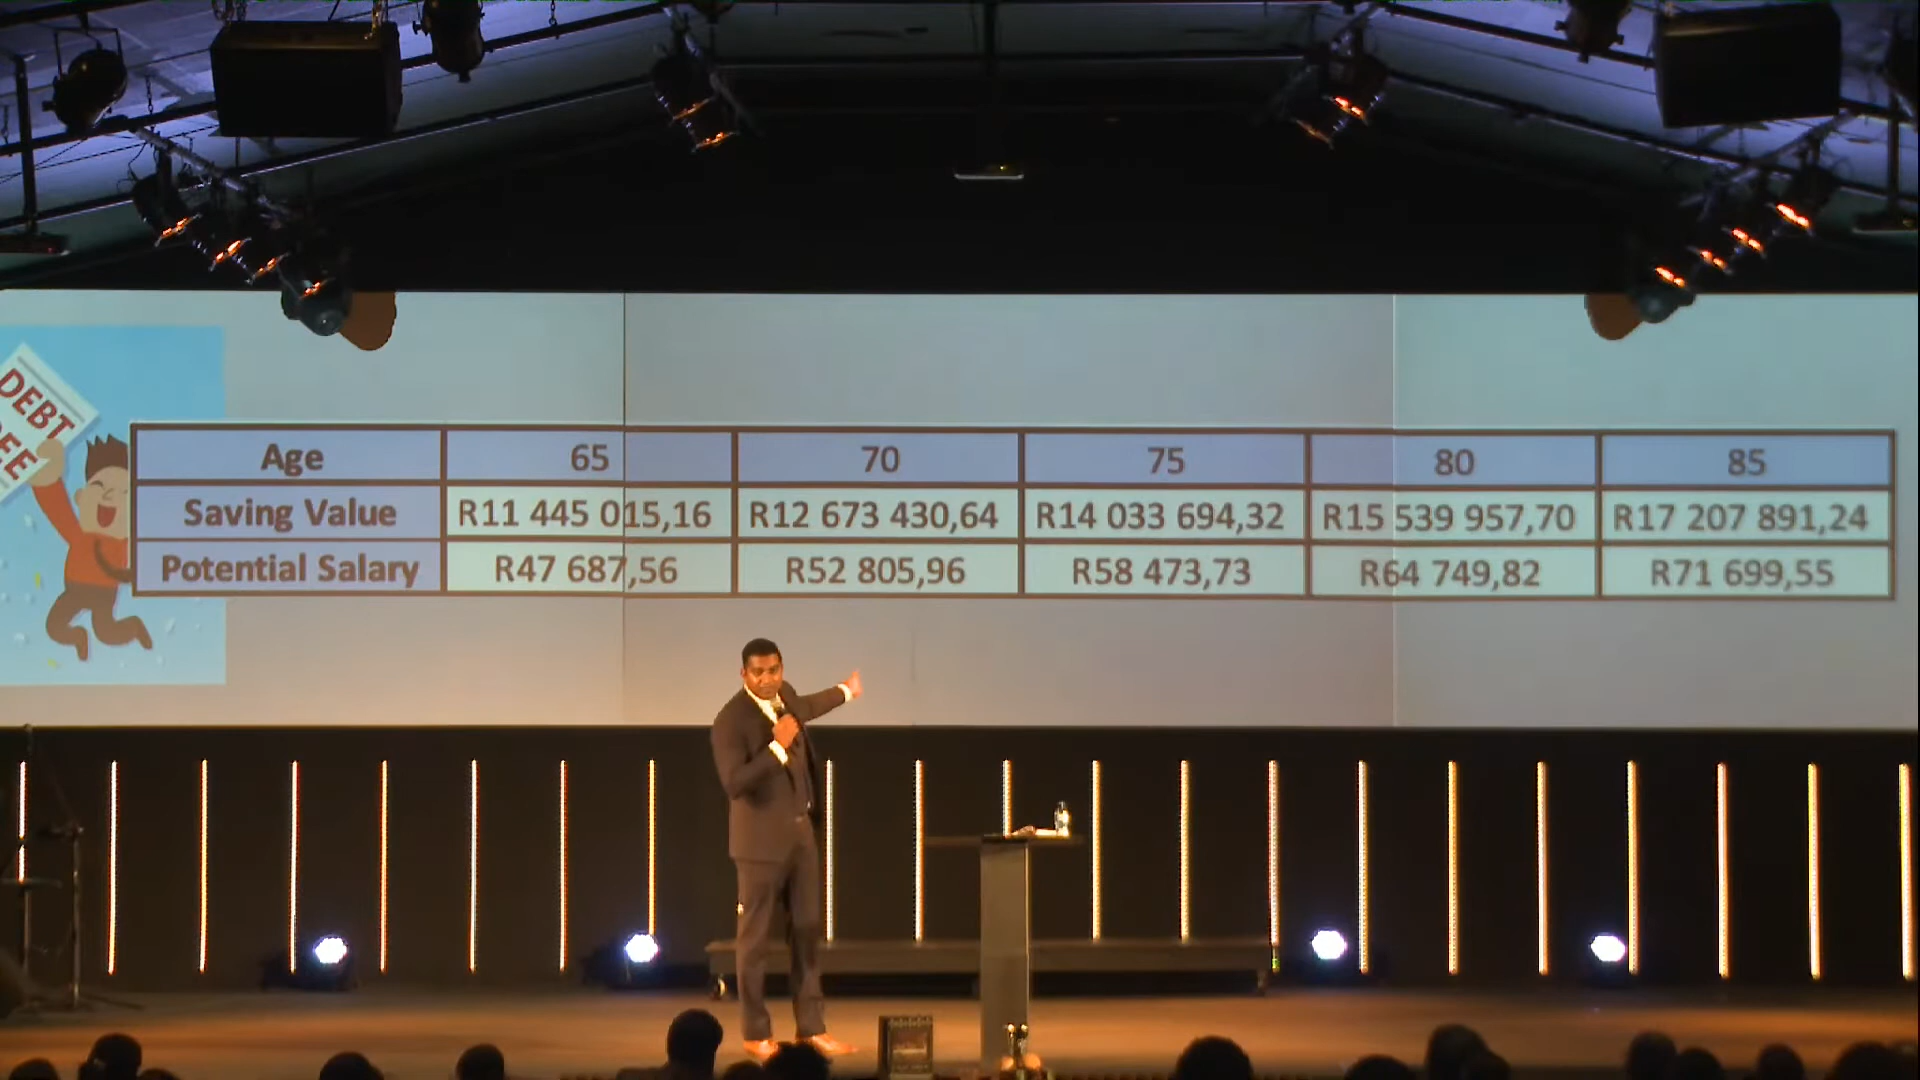 DEBT
Age 65 70 75 80 85
Saving Value R11 445 015,16 R12 673 430,64 R14 033 694,32 R15 539 957,70 R17 207 891,24
Potential Salary R47 687,56 R52 805,96 R58 473,73 R64 749,82 R71 699,55